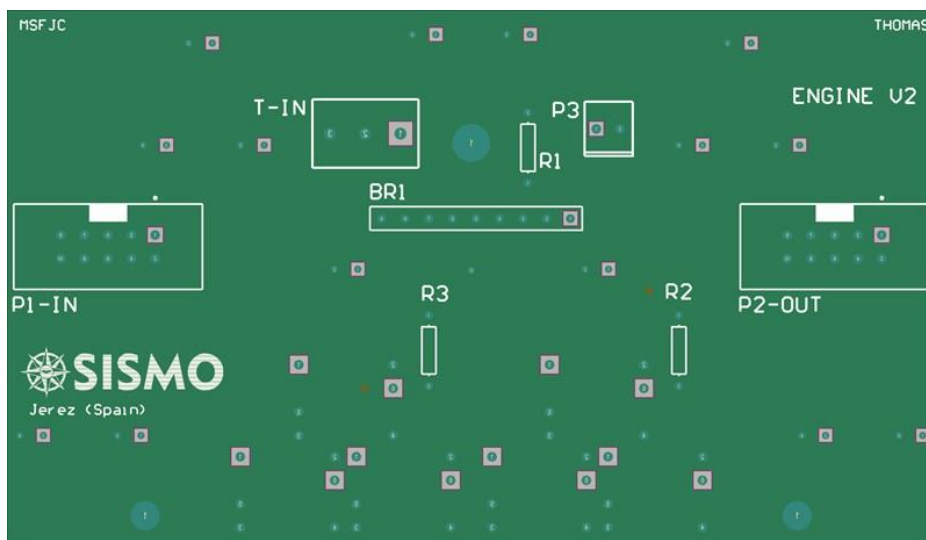 MSFJC
THOMAS
ENGINE V2
T-IN
P3
R1
BR1
P1-IN
P2-OUT
R3
R2
SISMO
Jerez (Spain)